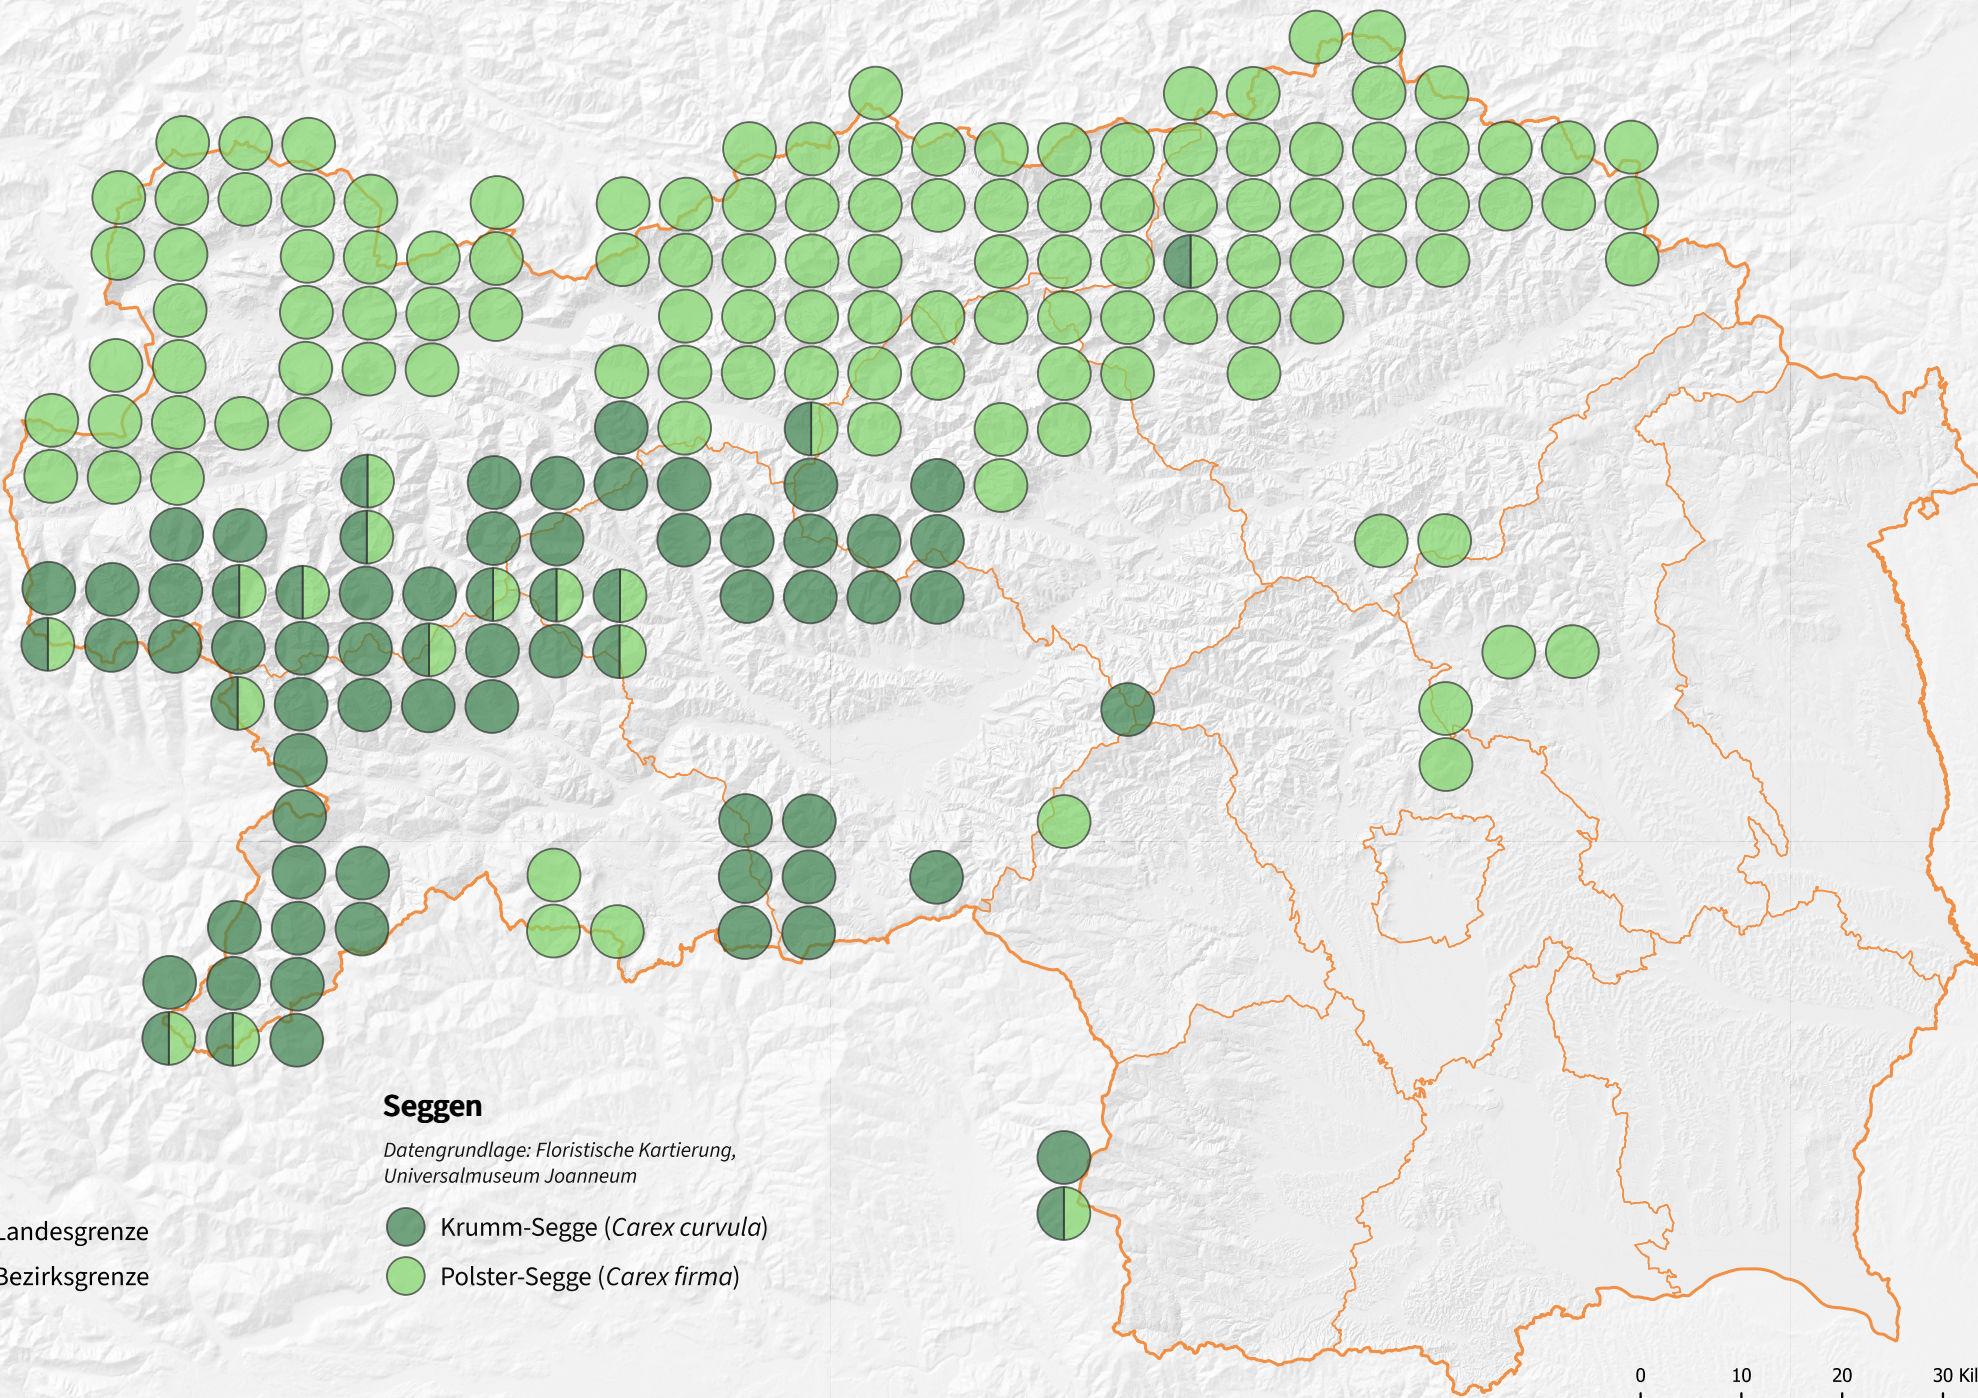 Seggen
Datengrundlage: Floristische Kartierung,
Universalmuseum Joanneum
Krumm-Segge (Carex curvula)
Polster-Segge (Carex firma)
Landesgrenze
Bezirksgrenze
0 10 20 30 Kil